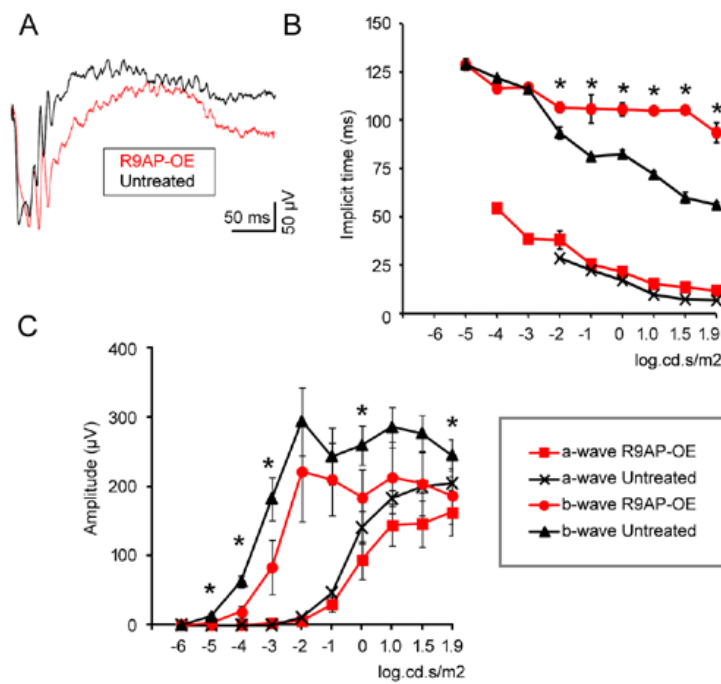 A
R9AP-OE
Untreated
50 ms
50 µV
B
Implicit time (ms)
150
125
100
75
50
25
0
* * * * * *
-6 -5 -4 -3 -2 -1 0 1.0 1.5 1.9
log.cd.s/m2
C
Amplitude (µV)
400
300
200
100
0
* * * * *
-6 -5 -4 -3 -2 -1 0 1.0 1.5 1.9
log.cd.s/m2
a-wave R9AP-OE
a-wave Untreated
b-wave R9AP-OE
b-wave Untreated